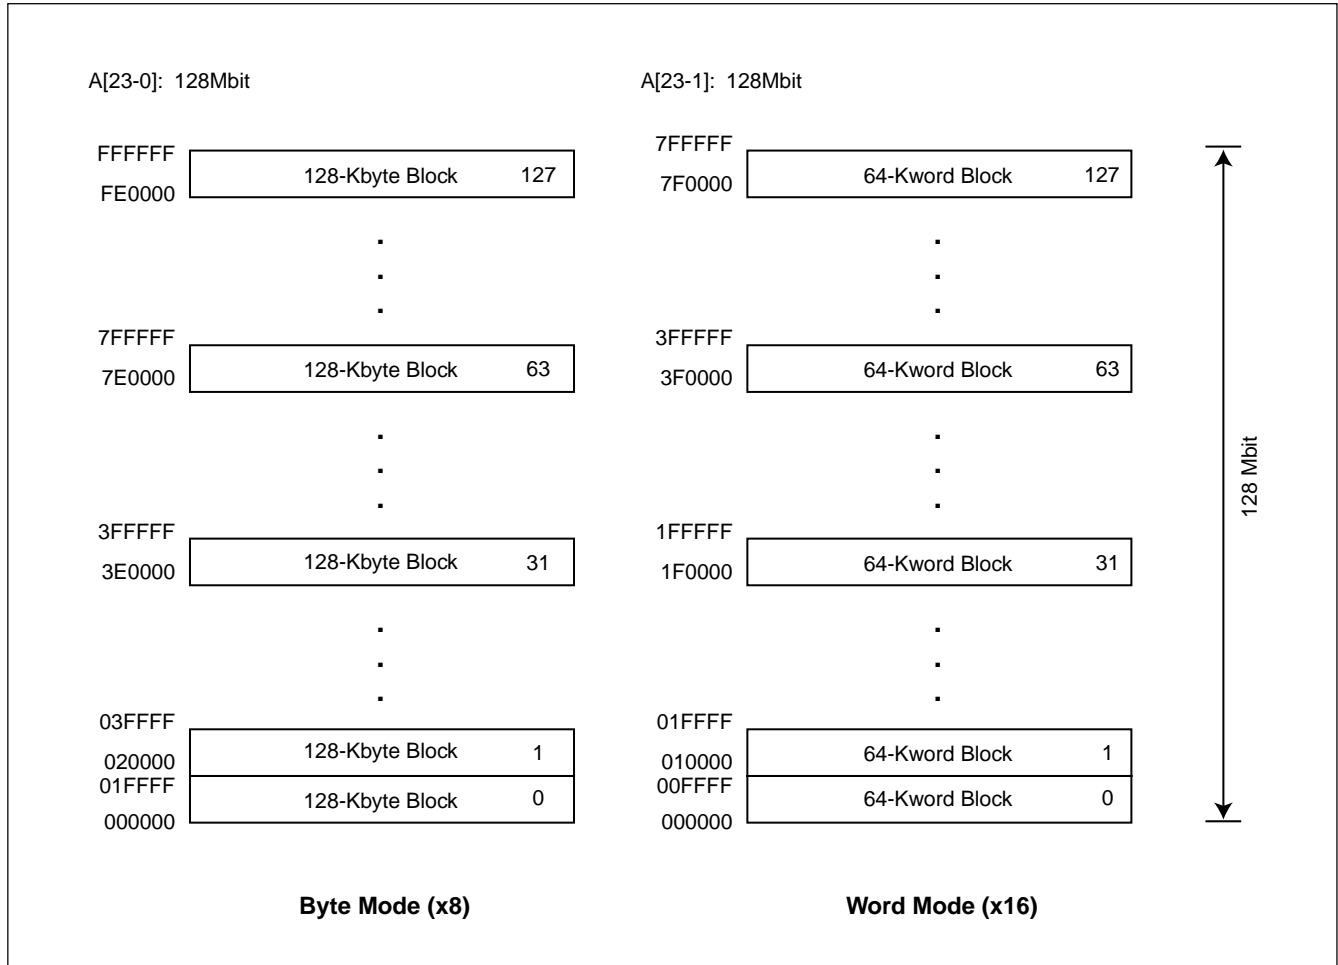 A[23-0]: 128Mbit
A[23-1]: 128Mbit
FFFFFF
128-Kbyte Block 127
FE0000
7FFFFF
7E0000
128-Kbyte Block 63
3FFFFF
3E0000
128-Kbyte Block 31
03FFFF
128-Kbyte Block 1
020000
01FFFF
128-Kbyte Block 0
000000
Byte Mode (x8)
7FFFFF
64-Kword Block 127
7F0000
3FFFFF
64-Kword Block 63
3F0000
1FFFFF
64-Kword Block 31
1F0000
01FFFF
64-Kword Block 1
010000
00FFFF
64-Kword Block 0
000000
Word Mode (x16)
128 Mbit